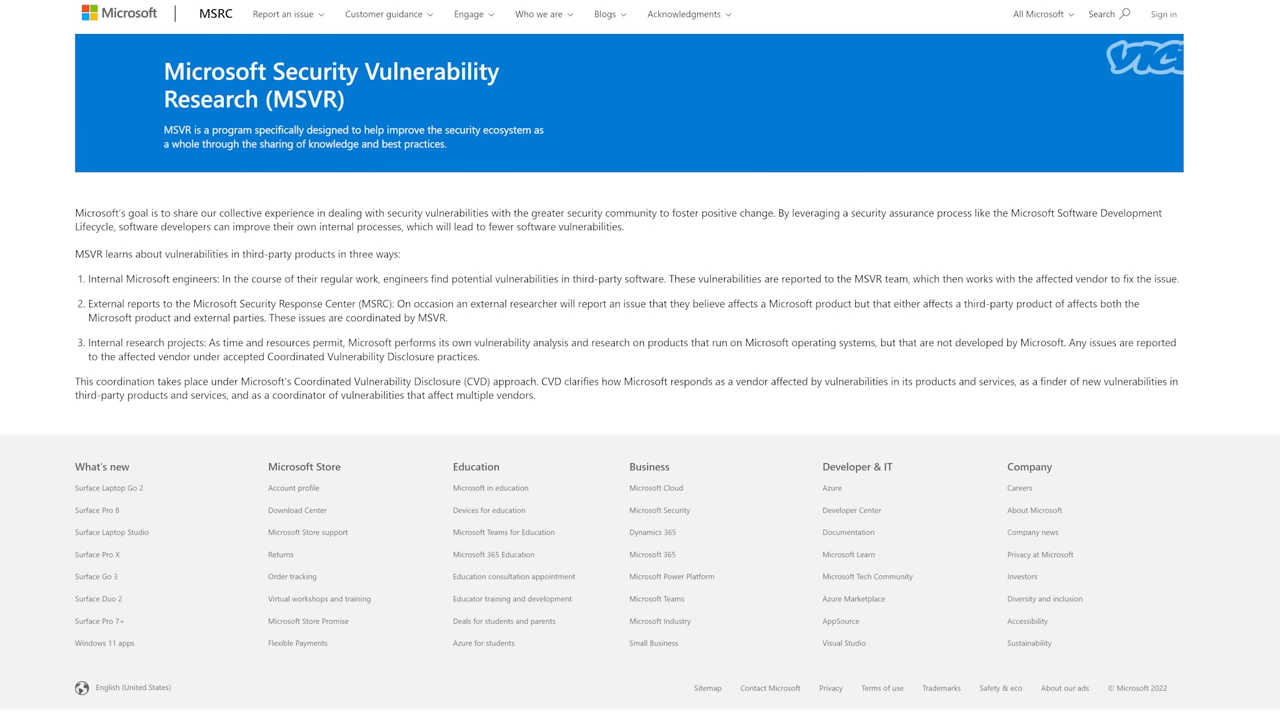 Microsoft | MSRC Report an issue Customer guidance Engage Who we are Blogs Acknowledgments All Microsoft Search Sign in
VICE
Microsoft Security Vulnerability
Research (MSVR)
MSVR is a program specifically designed to help improve the security ecosystem as
a whole through the sharing of knowledge and best practices.
Microsoft's goal is to share our collective experience in dealing with security vulnerabilities with the greater security community to foster positive change. By leveraging a security assurance process like the Microsoft Software Development
Lifecycle, software developers can improve their own internal processes, which will lead to fewer software vulnerabilities.
MSVR learns about vulnerabilities in third-party products in three ways:
1. Internal Microsoft engineers: In the course of their regular work, engineers find potential vulnerabilities in third-party software. These vulnerabilities are reported to the MSVR team, which then works with the affected vendor to fix the issue.
2. External reports to the Microsoft Security Response Center (MSRC): On occasion an external researcher will report an issue that they believe affects a Microsoft product but that either affects a third-party product of affects both the
Microsoft product and external parties. These issues are coordinated by MSVR.
3. Internal research projects: As time and resources permit, Microsoft performs its own vulnerability analysis and research on products that run on Microsoft operating systems, but that are not developed by Microsoft. Any issues are reported
to the affected vendor under accepted Coordinated Vulnerability Disclosure practices.
This coordination takes place under Microsoft's Coordinated Vulnerability Disclosure (CVD) approach. CVD clarifies how Microsoft responds as a vendor affected by vulnerabilities in its products and services, as a finder of new vulnerabilities in
third-party products and services, and as a coordinator of vulnerabilities that affect multiple vendors.
What's new Microsoft Store Education Business Developer & IT Company
Surface Laptop Go 2 Account profile Microsoft in education Microsoft Cloud Azure Careers
Surface Pro 8 Download Center Devices for education Microsoft Security Developer Center About Microsoft
Surface Laptop Studio Microsoft Store support Microsoft Teams for Education Dynamics 365 Documentation Company news
Surface Pro X Returns Microsoft 365 Education Microsoft 365 Microsoft Learn Privacy at Microsoft
Surface Go 3 Order tracking Education consultation appointment Microsoft Power Platform Microsoft Tech Community Investors
Surface Duo 2 Virtual workshops and training Educator training and development Microsoft Teams Azure Marketplace Diversity and inclusion
Surface Pro 7+ Microsoft Store Promise Deals for students and parents Microsoft Industry AppSource Accessibility
Windows 11 apps Flexible Payments Azure for students Small Business Visual Studio Sustainability
English (United States) Sitemap Contact Microsoft Privacy Terms of use Trademarks Safety & eco About our ads © Microsoft 2022